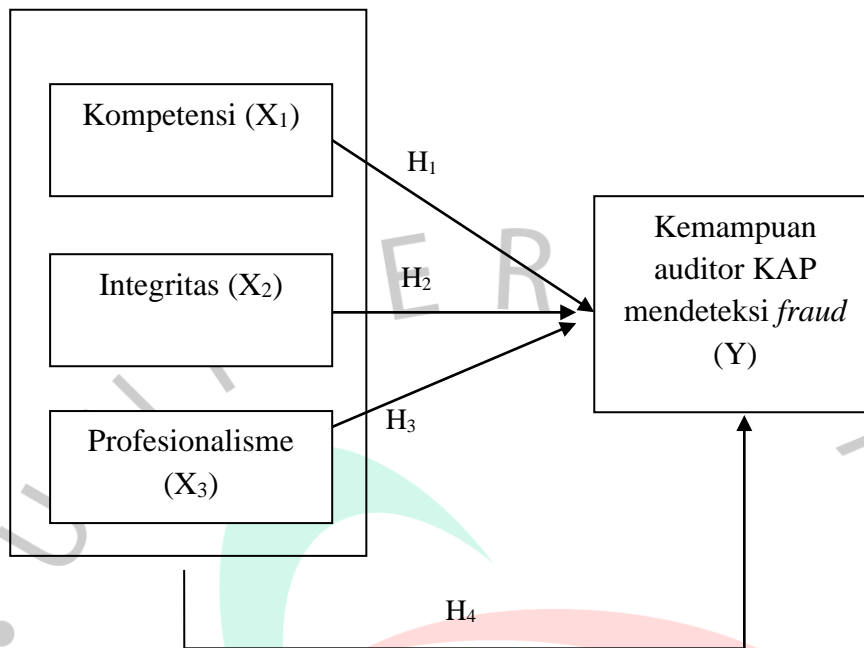 Kompetensi (X₁)
H₁
Integritas (X₂)
H₂
Profesionalisme
(X₃)
H₃
Kemampuan
auditor KAP
mendeteksi fraud
(Y)
H₄
U
E R